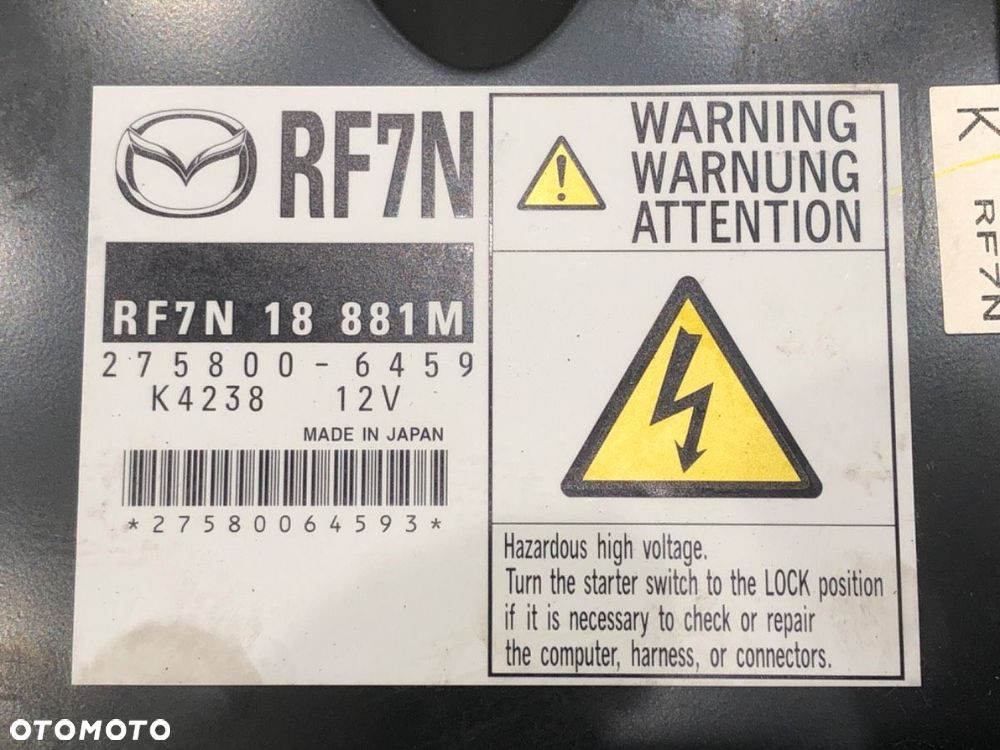 RF7N
RF7N 18 881M
275800-6459
K4238 12V
MADE IN JAPAN
*27580064593*
WARNING
WARNUNG
ATTENTION
Hazardous high voltage.
Turn the starter switch to the LOCK position
if it is necessary to check or repair
the computer, harness, or connectors.
K
RF7N
OTOMOTO